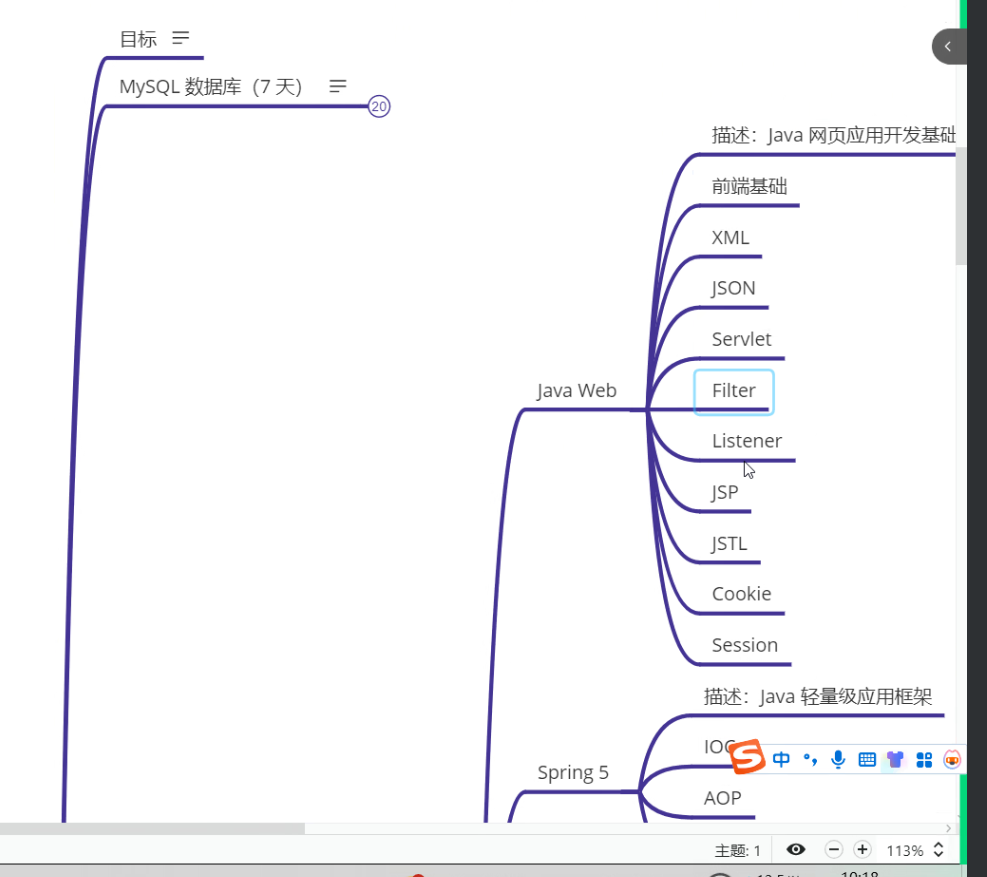 目标
MySQL 数据库（7 天）
20
描述：Java 网页应用开发基础
前端基础
XML
JSON
Servlet
Java Web
Filter
Listener
JSP
JSTL
Cookie
Session
描述：Java 轻量级应用框架
IOC
中
Spring 5
AOP
主题: 1
113%
10:18